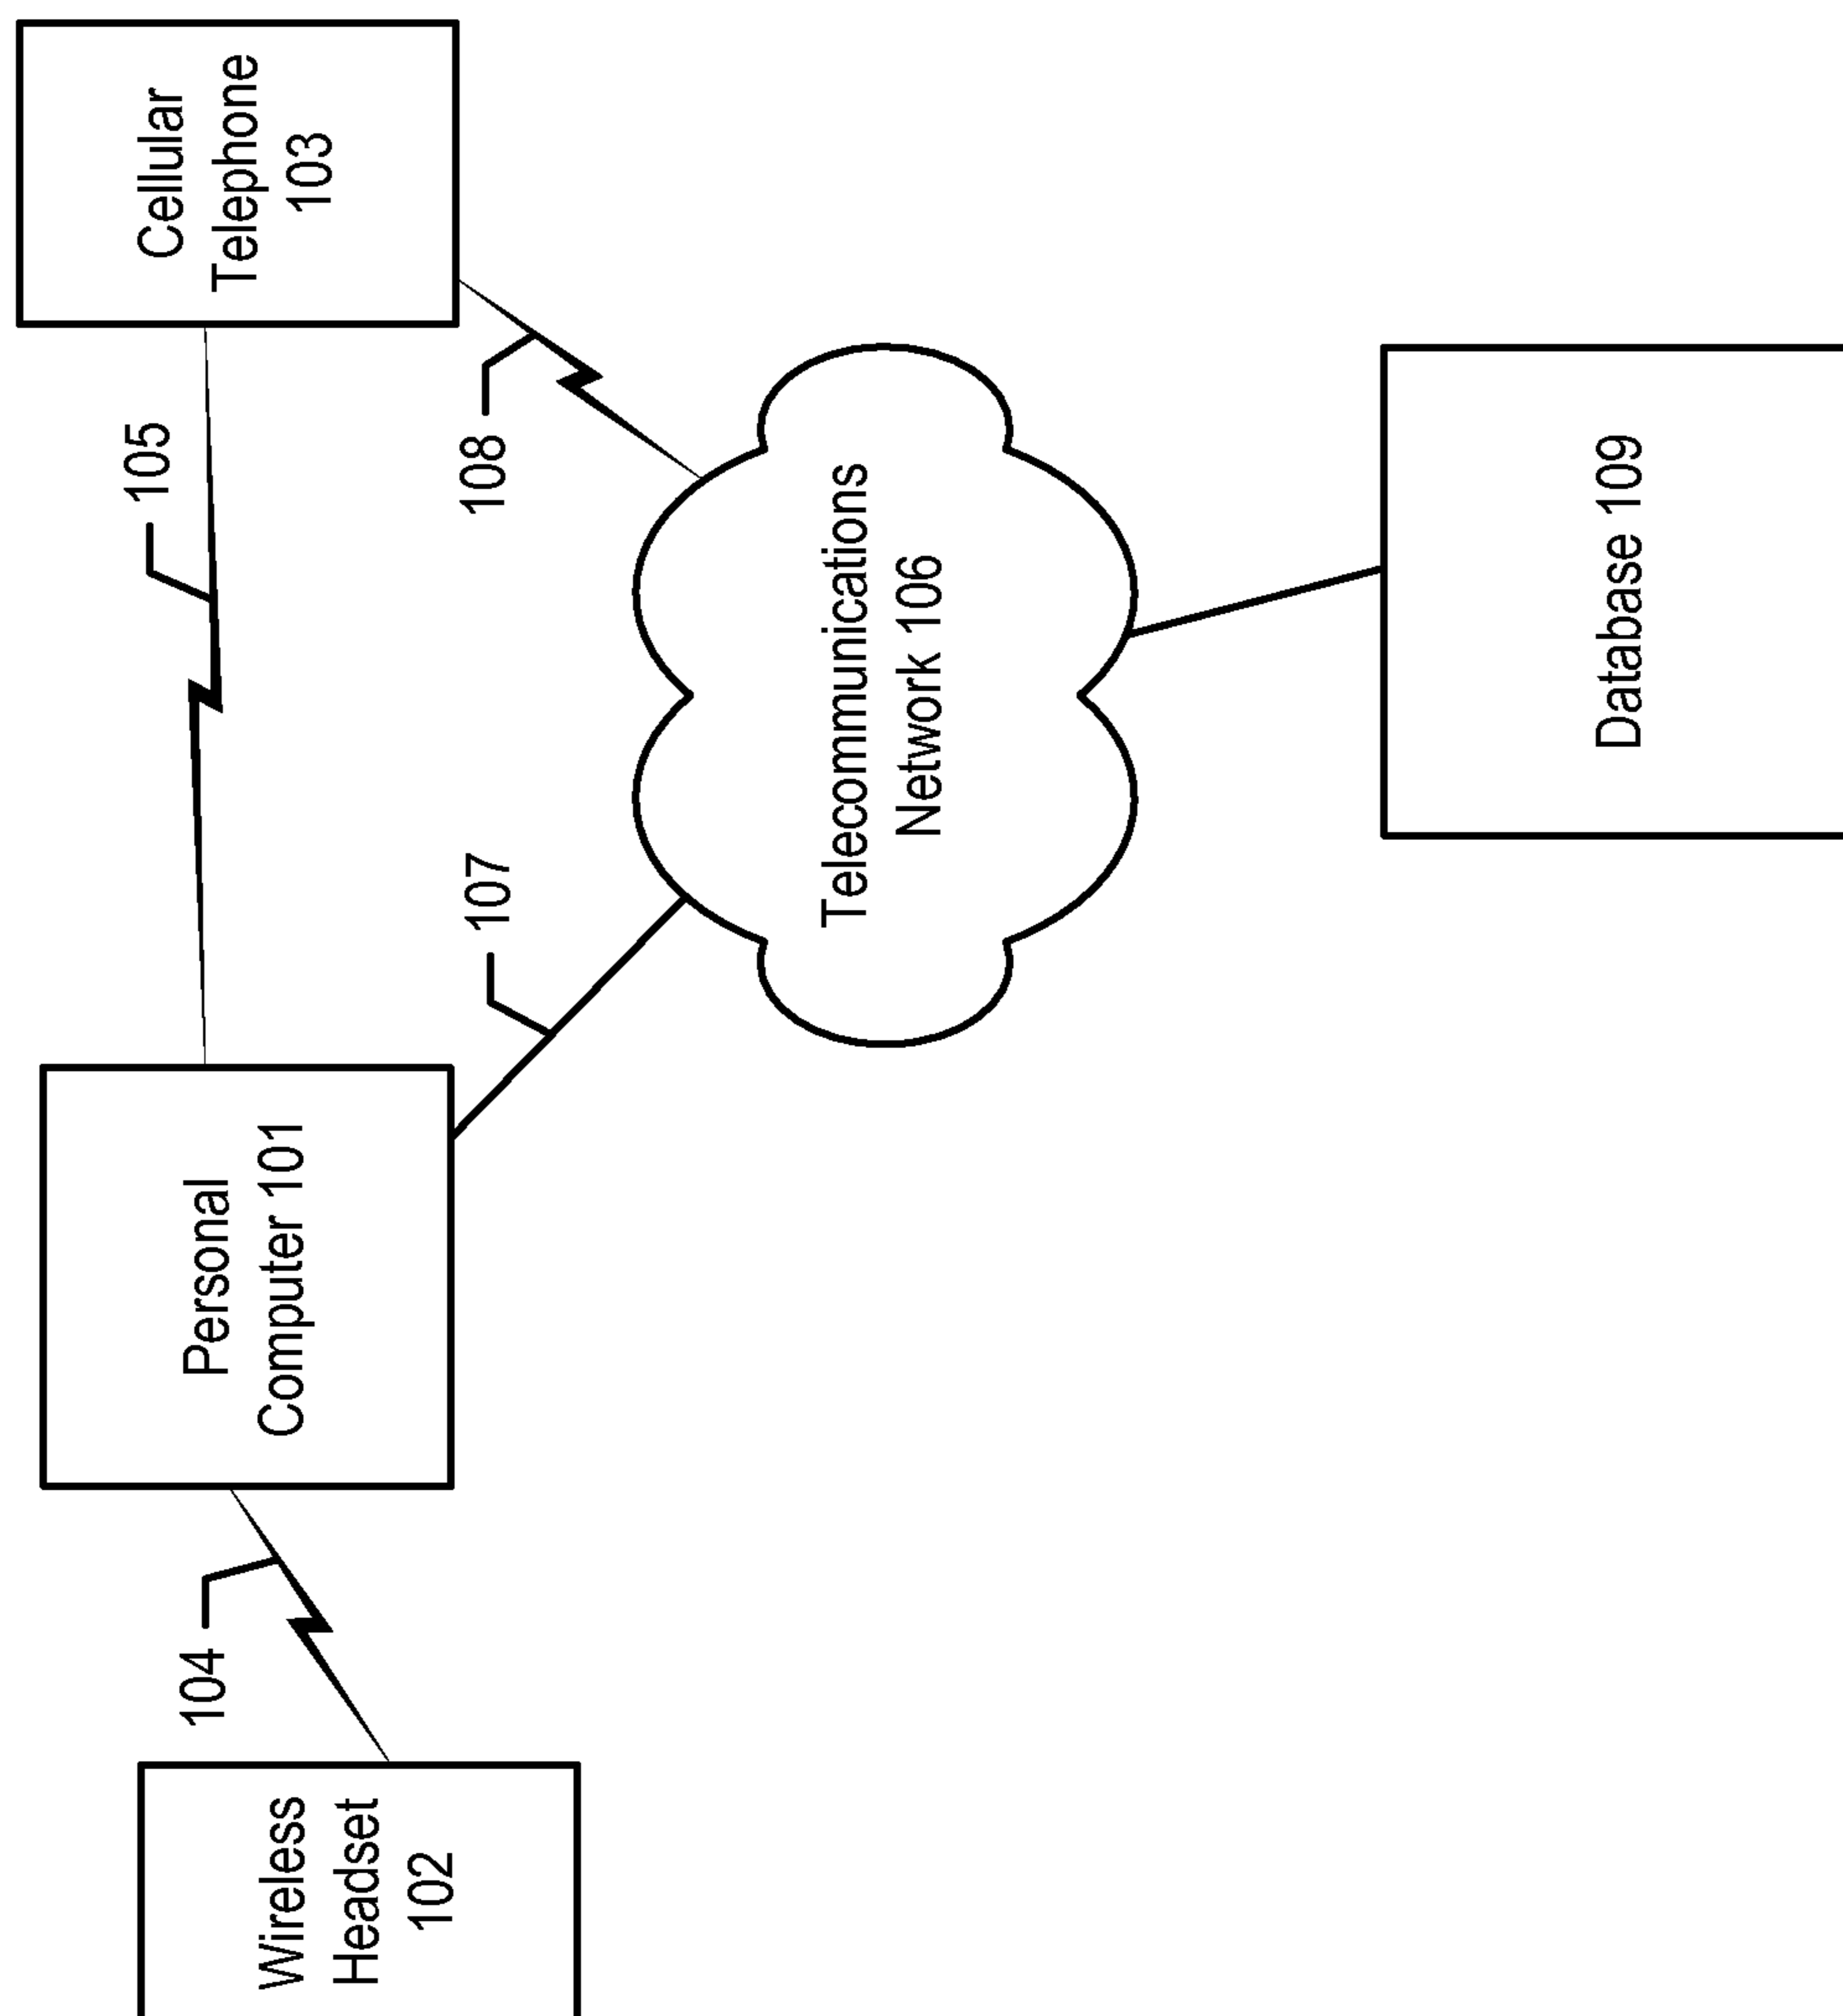 Wireless
Headset
102
104
Personal
Computer 101
105
107
Cellular
Telephone
103
108
Telecommunications
Network 106
Database 109